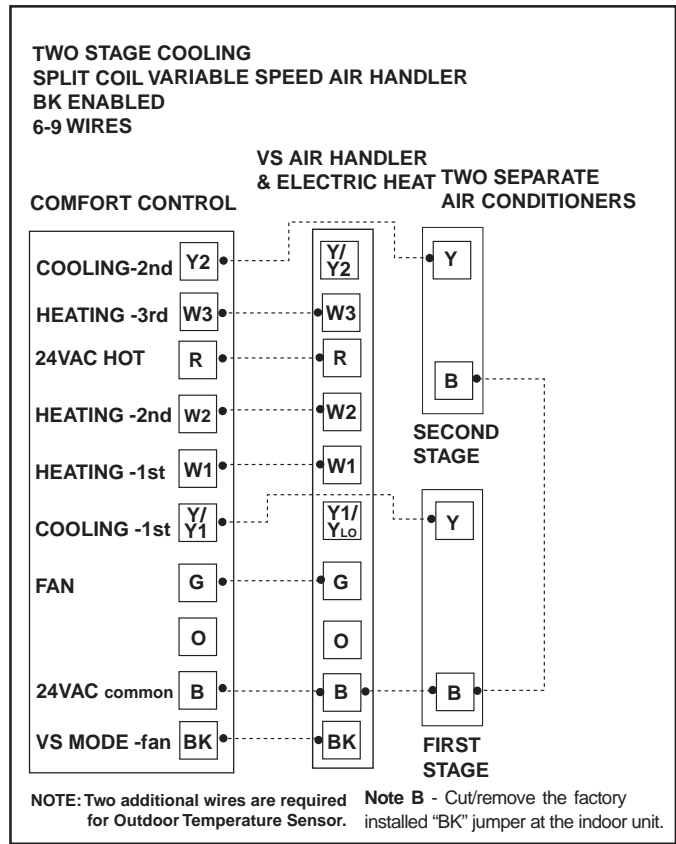 TWO STAGE COOLING
SPLIT COIL VARIABLE SPEED AIR HANDLER
BK ENABLED
6-9 WIRES
VS AIR HANDLER
& ELECTRIC HEAT
TWO SEPARATE
AIR CONDITIONERS
COMFORT CONTROL
COOLING-2nd Y2
Y/
Y2
Y
HEATING -3rd W3 W3
24VAC HOT R R
B
HEATING -2nd W2 W2
SECOND
STAGE
HEATING -1st W1 W1
COOLING -1st Y/
Y1
Y1/
YLO
Y
FAN G G
O O
24VAC common B B B
VS MODE -fan BK BK
FIRST
STAGE
NOTE: Two additional wires are required
for Outdoor Temperature Sensor.
Note B - Cut/remove the factory
installed “BK” jumper at the indoor unit.